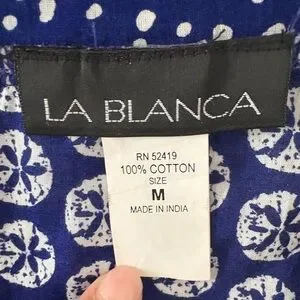 LA BLANCA
RN 52419
100% COTTON
SIZE
M
MADE IN INDIA